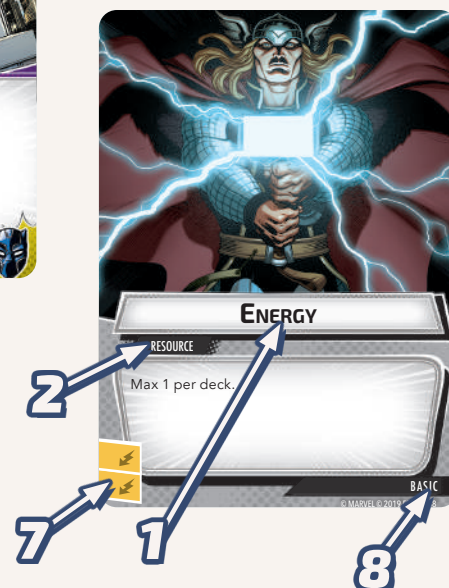 ENERGY
RESOURCE
2
Max 1 per deck.
7
1
BASIC
© MARVEL © 2019
8